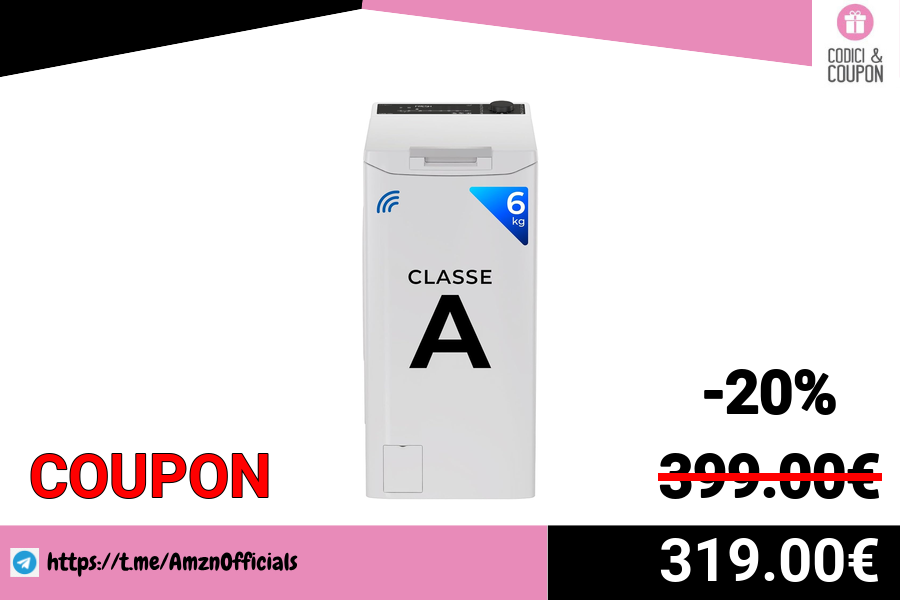 CODICI &
COUPON
6
kg
CLASSE
A
-20%
399.00€
COUPON
https://t.me/AmznOfficials
319.00€